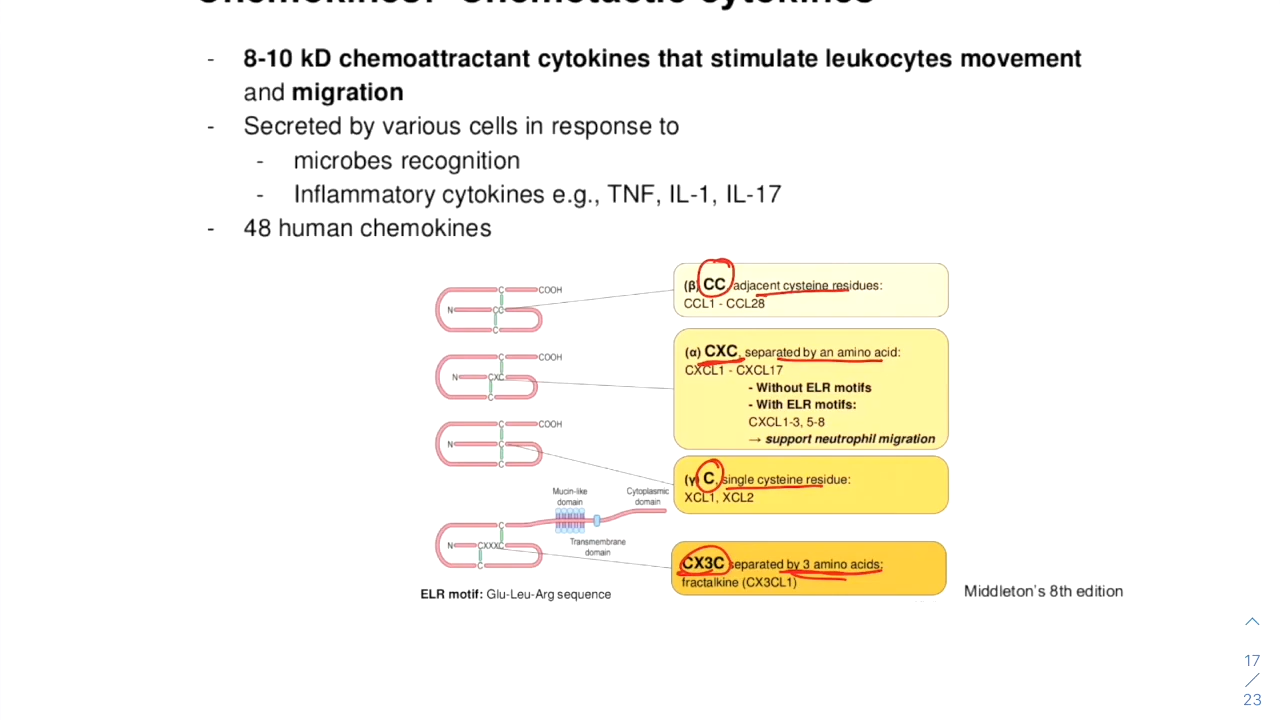 Chemokines: Chemotactic cytokines
- 8-10 kD chemoattractant cytokines that stimulate leukocytes movement
and migration
- Secreted by various cells in response to
- microbes recognition
- Inflammatory cytokines e.g., TNF, IL-1, IL-17
- 48 human chemokines
C COOH
N CC
C
(β) CC, adjacent cysteine residues:
CCL1 - CCL28
C COOH
N CXC
C
(α) CXC, separated by an amino acid:
CXCL1 - CXCL17
- Without ELR motifs
- With ELR motifs:
CXCL1-3, 5-8
→ support neutrophil migration
C COOH
N C
C
(γ) C, single cysteine residue:
XCL1, XCL2
Mucin-like
domain
Cytoplasmic
domain
Transmembrane
domain
C
N CXXXC
C
CX3C separated by 3 amino acids:
fractalkine (CX3CL1)
ELR motif: Glu-Leu-Arg sequence
Middleton's 8th edition
17
/
23